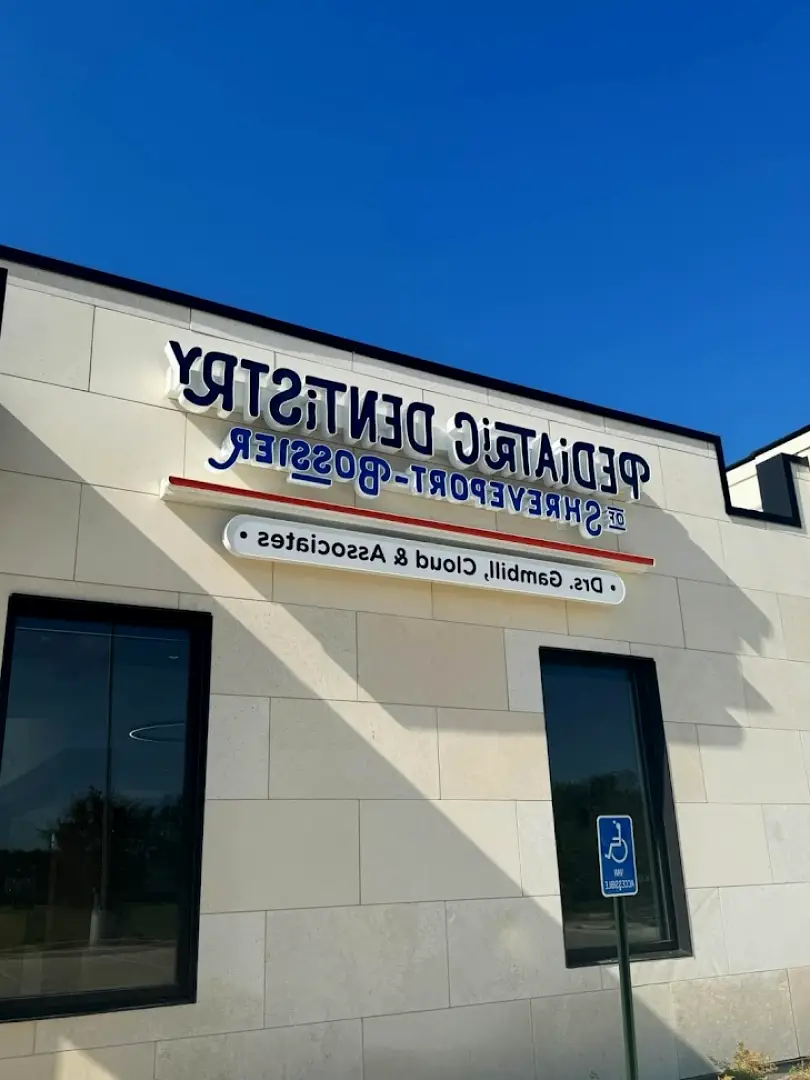 PEDiATRiC DENTiSTRY
OF SHREVEPORT-BOSSIER
• Drs. Gambill, Cloud & Associates •
VAN
ACCESSIBLE